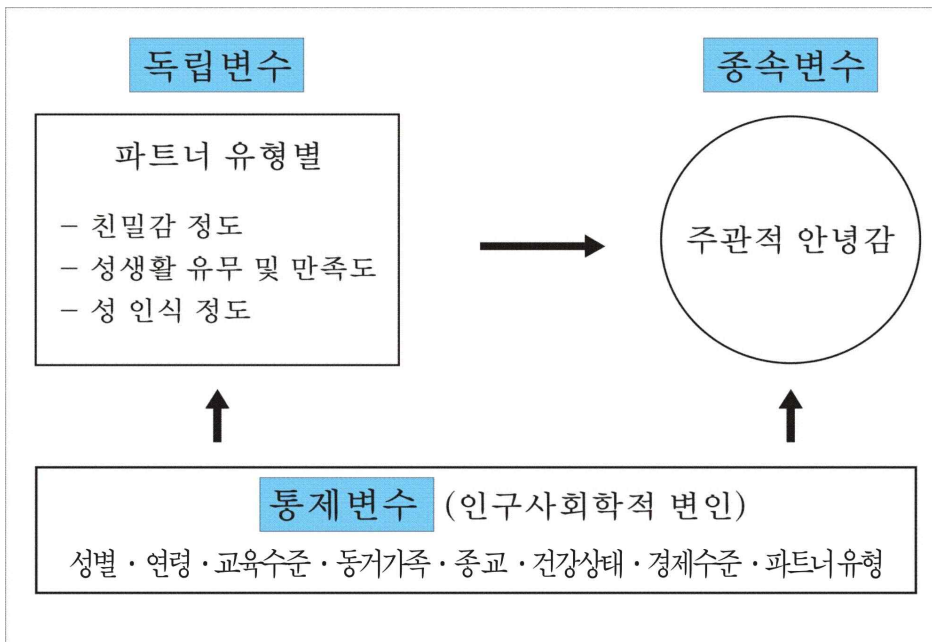 독립변수
종속변수
파트너 유형별
– 친밀감 정도
– 성생활 유무 및 만족도
– 성 인식 정도
주관적 안녕감
통제변수 (인구사회학적 변인)
성별 · 연령 · 교육수준 · 동거가족 · 종교 · 건강상태 · 경제수준 · 파트너유형